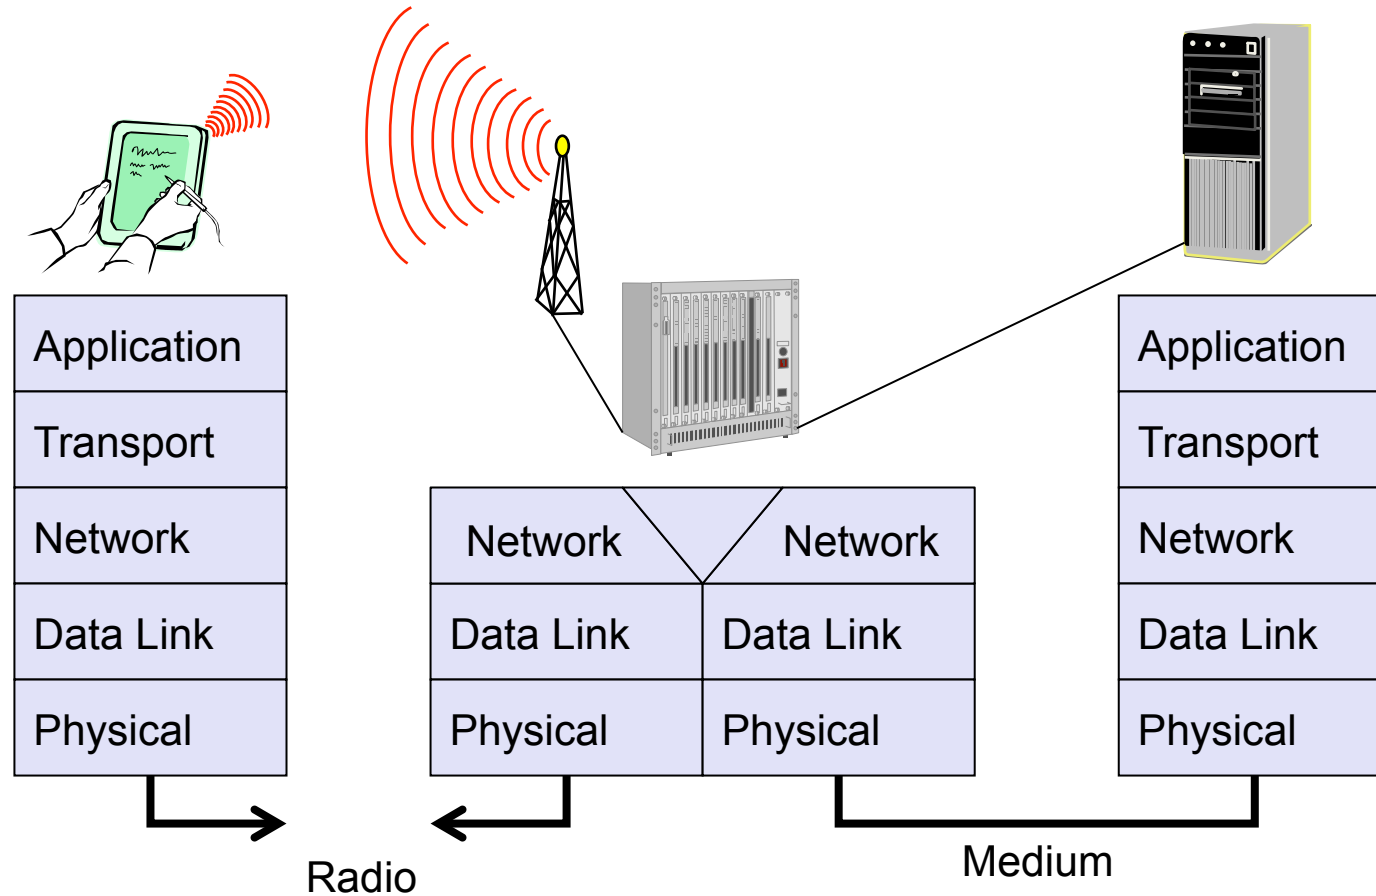 Application
Transport
Network
Data Link
Physical
Network
Network
Data Link
Data Link
Physical
Physical
Application
Transport
Network
Data Link
Physical
Radio
Medium